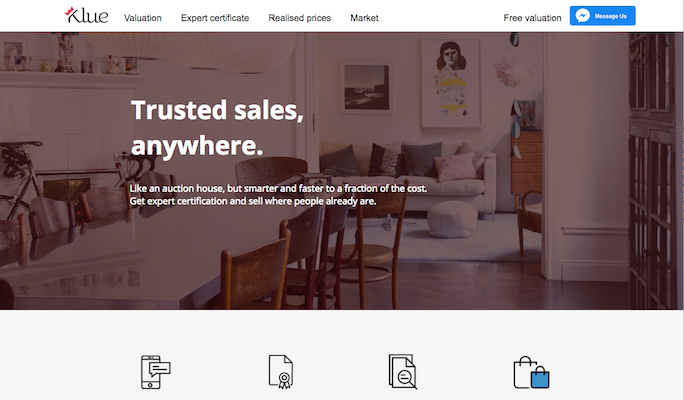 Klue
Valuation
Expert certificate
Realised prices
Market
Free valuation
Message Us
Trusted sales,
anywhere.
Like an auction house, but smarter and faster to a fraction of the cost.
Get expert certification and sell where people already are.